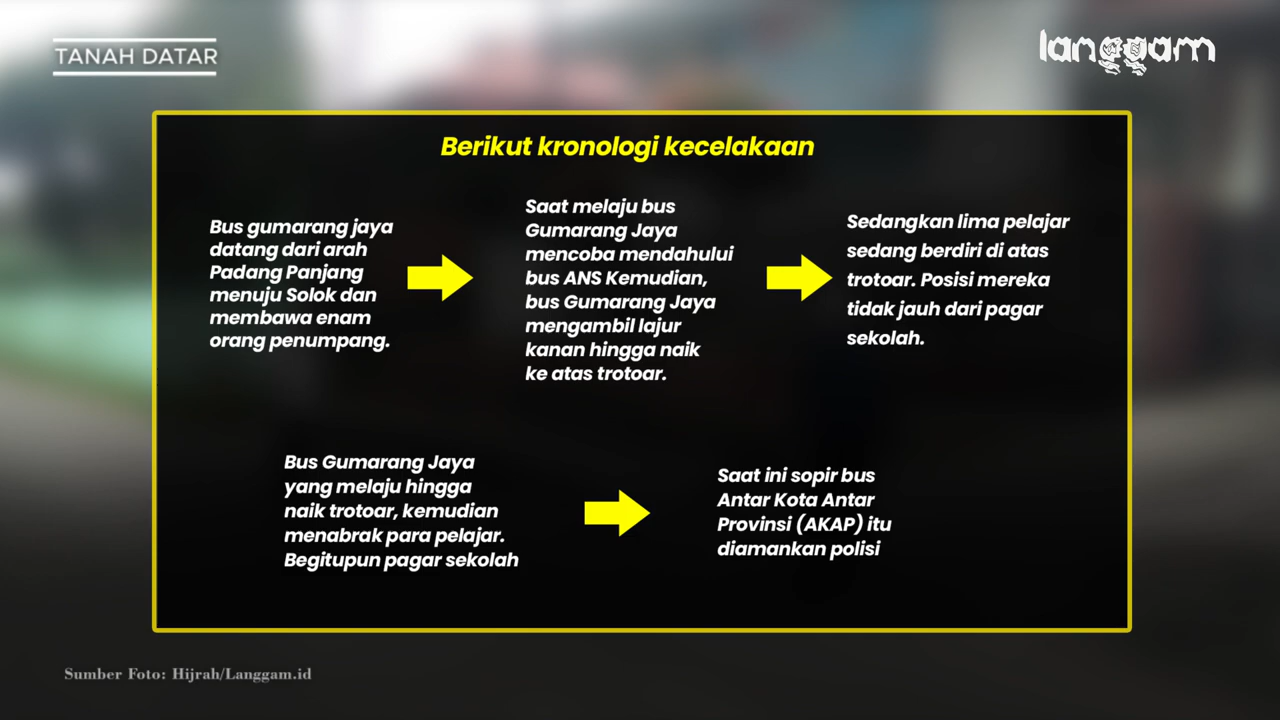 TANAH DATAR
langgam
Berikut kronologi kecelakaan
Bus gumarang jaya
datang dari arah
Padang Panjang
menuju Solok dan
membawa enam
orang penumpang.
Saat melaju bus
Gumarang Jaya
mencoba mendahului
bus ANS Kemudian,
bus Gumarang Jaya
mengambil lajur
kanan hingga naik
ke atas trotoar.
Sedangkan lima pelajar
sedang berdiri di atas
trotoar. Posisi mereka
tidak jauh dari pagar
sekolah.
Bus Gumarang Jaya
yang melaju hingga
naik trotoar, kemudian
menabrak para pelajar.
Begitupun pagar sekolah
Saat ini sopir bus
Antar Kota Antar
Provinsi (AKAP) itu
diamankan polisi
Sumber Foto: Hijrah/Langgam.id